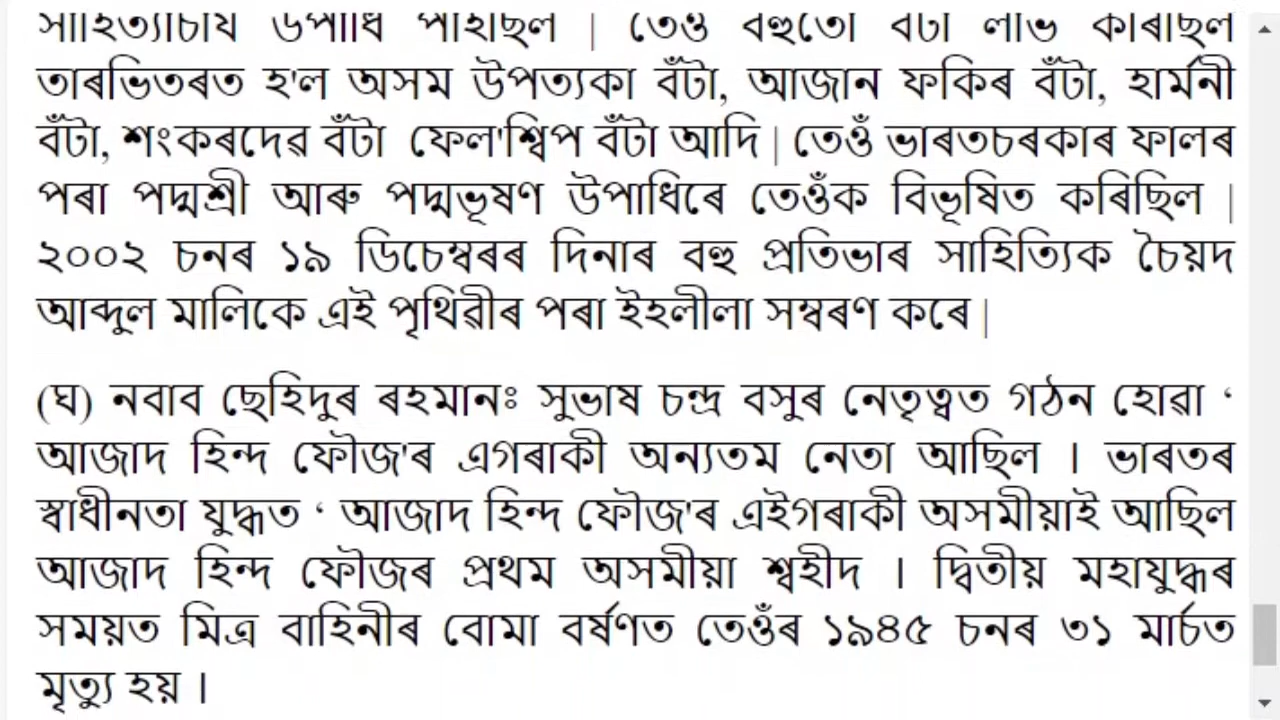 সাহিত্যাচাৰ্য উপাধি পাইছিল | তেওঁ বহুতো বঁটা লাভ কৰিছিল
তাৰভিতৰত হ'ল অসম উপত্যকা বঁটা, আজান ফকিৰ বঁটা, হাৰ্মনী
বঁটা, শংকৰদেৱ বঁটা ফেল'শ্বিপ বঁটা আদি | তেওঁ ভাৰতচৰকাৰ ফালৰ
পৰা পদ্মশ্ৰী আৰু পদ্মভূষণ উপাধিৰে তেওঁক বিভূষিত কৰিছিল |
২০০২ চনৰ ১৯ ডিচেম্বৰৰ দিনাৰ বহু প্ৰতিভাৰ সাহিত্যিক চৈয়দ
আব্দুল মালিকে এই পৃথিৱীৰ পৰা ইহলীলা সম্বৰণ কৰে |
(ঘ) নবাব ছেহিদুৰ ৰহমানঃ সুভাষ চন্দ্ৰ বসুৰ নেতৃত্বত গঠন হোৱা ‘
আজাদ হিন্দ ফৌজ'ৰ এগৰাকী অন্যতম নেতা আছিল । ভাৰতৰ
স্বাধীনতা যুদ্ধত ‘ আজাদ হিন্দ ফৌজ'ৰ এইগৰাকী অসমীয়াই আছিল
আজাদ হিন্দ ফৌজৰ প্ৰথম অসমীয়া শ্বহীদ । দ্বিতীয় মহাযুদ্ধৰ
সময়ত মিত্ৰ বাহিনীৰ বোমা বৰ্ষণত তেওঁৰ ১৯৪৫ চনৰ ৩১ মাৰ্চত
মৃত্যু হয় ।